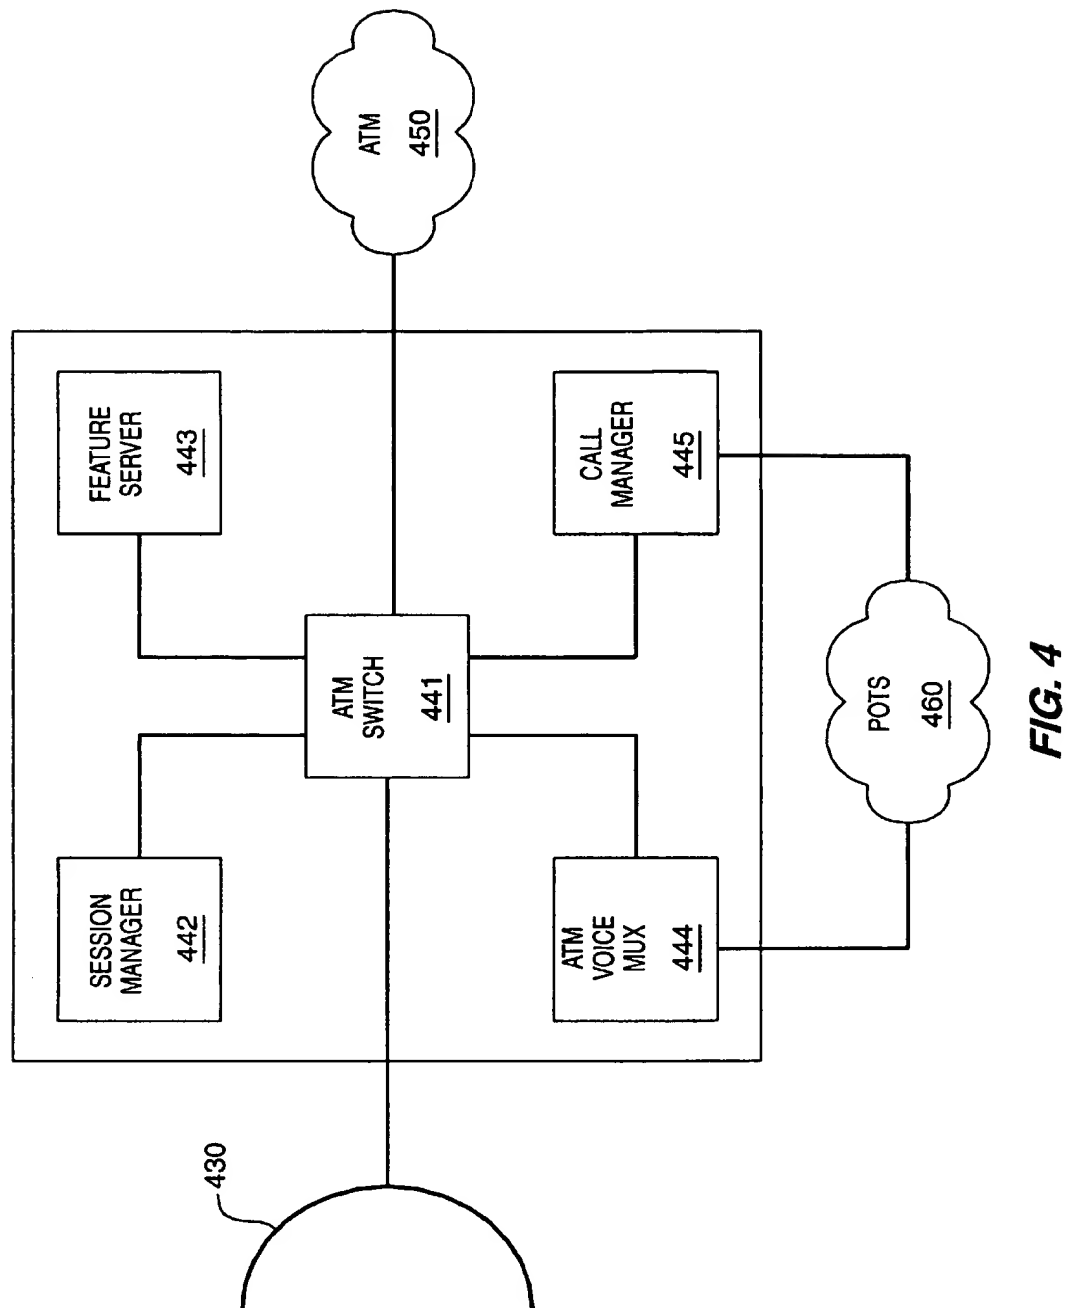 430
SESSION
MANAGER
442
FEATURE
SERVER
443
ATM
SWITCH
441
ATM
450
ATM
VOICE
MUX
444
CALL
MANAGER
445
POTS
460
FIG. 4